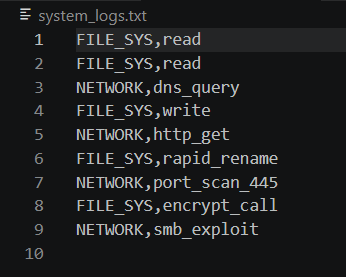 system_logs.txt
1 FILE_SYS,read
2 FILE_SYS,read
3 NETWORK,dns_query
4 FILE_SYS,write
5 NETWORK,http_get
6 FILE_SYS,rapid_rename
7 NETWORK,port_scan_445
8 FILE_SYS,encrypt_call
9 NETWORK,smb_exploit
10